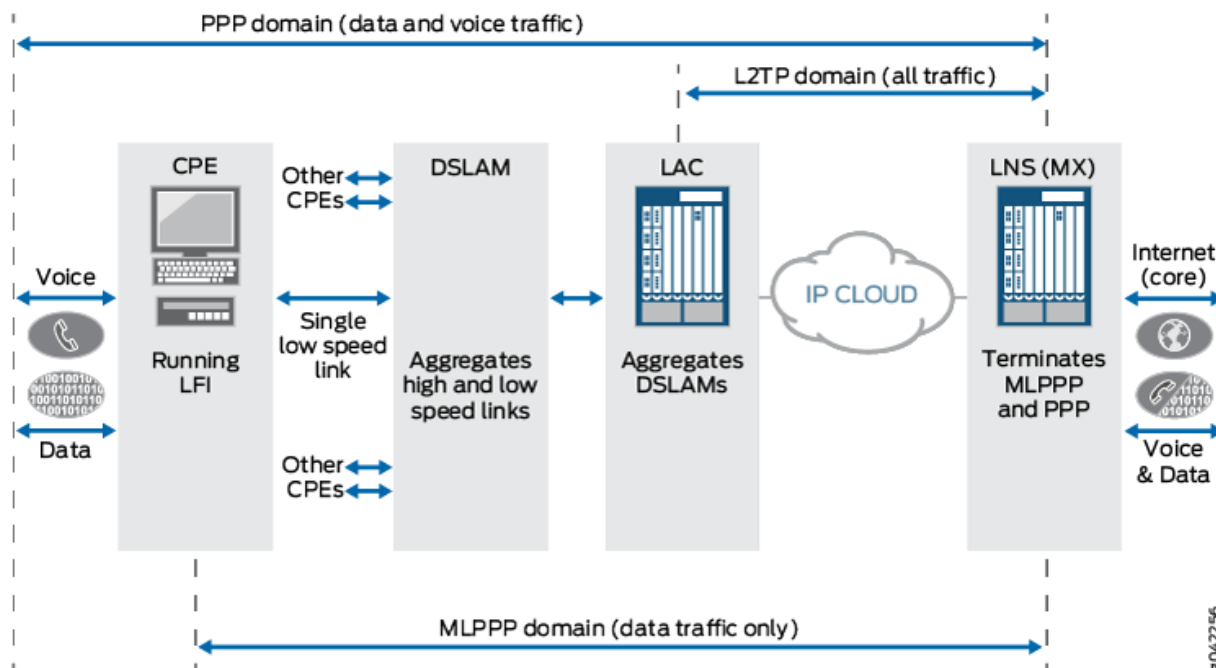 PPP domain (data and voice traffic)
L2TP domain (all traffic)
CPE
Other
CPEs
DSLAM
LAC
LNS (MX)
Voice
Internet
(core)
IP CLOUD
Single
low speed
link
Running
LFI
Aggregates
high and low
speed links
Aggregates
DSLAMs
Terminates
MLPPP
and PPP
Data
Other
CPEs
Voice
& Data
MLPPP domain (data traffic only)